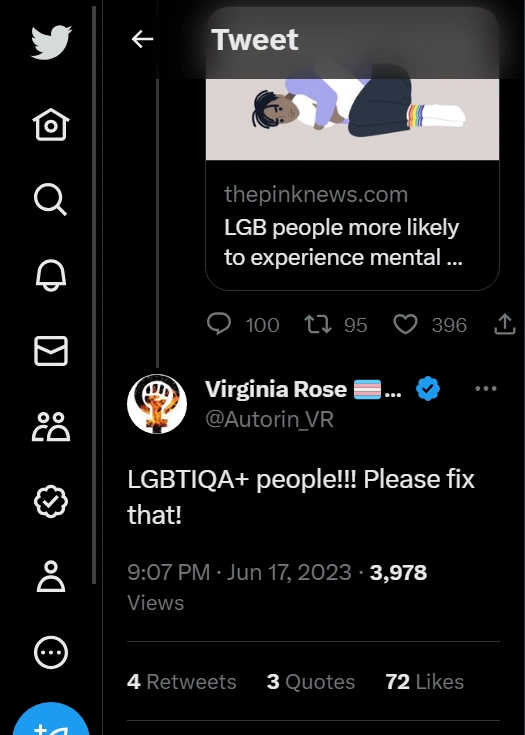 Tweet
thepinknews.com
LGB people more likely
to experience mental ...
100 95 396
Virginia Rose 🏳️‍⚧️...
@Autorin_VR
LGBTIQA+ people!!! Please fix
that!
9:07 PM · Jun 17, 2023 · 3,978
Views
4 Retweets 3 Quotes 72 Likes